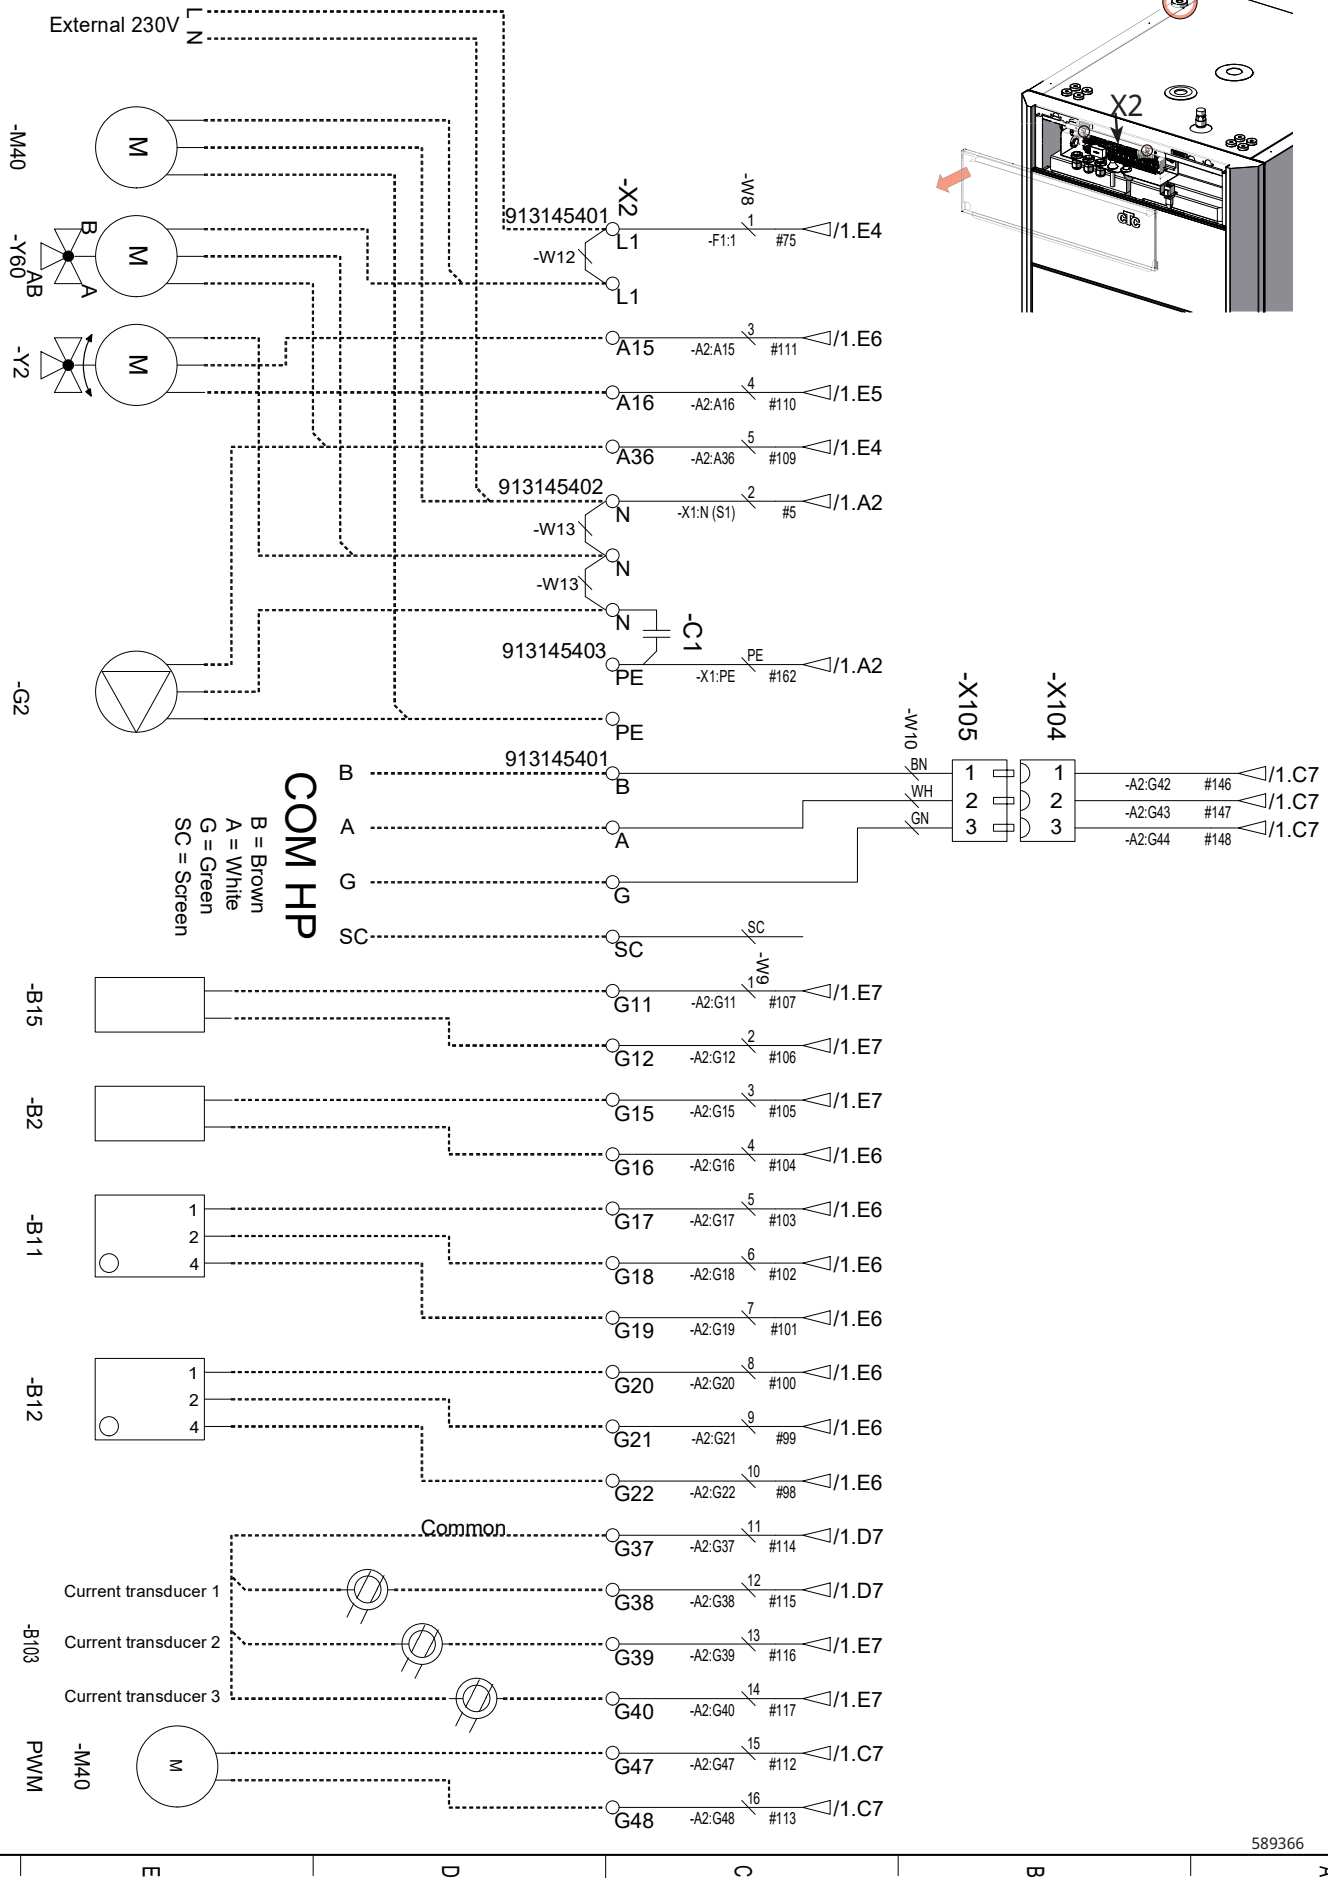 External 230V L
N
X2
cTc
-M40
M
-Y60
B
A
AB
M
-Y2
M
-G2
-X2
-W8
913145401
L1
-F1:1
1
#75
/1.E4
-W12
L1
A15
-A2:A15
3
#111
/1.E6
A16
-A2:A16
4
#110
/1.E5
A36
-A2:A36
5
#109
/1.E4
913145402
N
-X1:N (S1)
2
#5
/1.A2
-W13
N
-W13
N
-C1
913145403
PE
-X1:PE
PE
#162
/1.A2
PE
-X105
-X104
-W10
COM HP
B = Brown
A = White
G = Green
SC = Screen
B
913145401
B
BN
1
1
-A2:G42
#146
/1.C7
A
A
WH
2
2
-A2:G43
#147
/1.C7
G
G
GN
3
3
-A2:G44
#148
/1.C7
SC
SC
SC
-W9
-B15
G11
-A2:G11
1
#107
/1.E7
G12
-A2:G12
2
#106
/1.E7
-B2
G15
-A2:G15
3
#105
/1.E7
G16
-A2:G16
4
#104
/1.E6
-B11
1
2
4
G17
-A2:G17
5
#103
/1.E6
G18
-A2:G18
6
#102
/1.E6
G19
-A2:G19
7
#101
/1.E6
-B12
1
2
4
G20
-A2:G20
8
#100
/1.E6
G21
-A2:G21
9
#99
/1.E6
G22
-A2:G22
10
#98
/1.E6
Common
G37
-A2:G37
11
#114
/1.D7
-B103
Current transducer 1
G38
-A2:G38
12
#115
/1.D7
Current transducer 2
G39
-A2:G39
13
#116
/1.E7
Current transducer 3
G40
-A2:G40
14
#117
/1.E7
PWM
-M40
M
G47
-A2:G47
15
#112
/1.C7
G48
-A2:G48
16
#113
/1.C7
589366
E
D
C
B
A